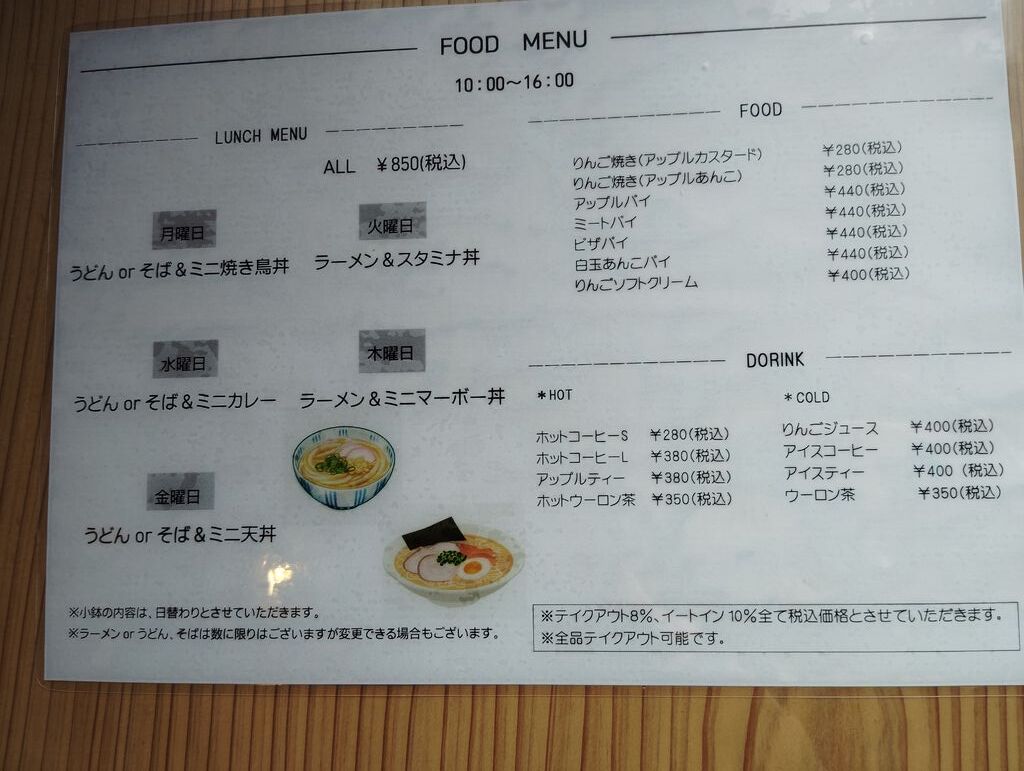 FOOD MENU
10:00～16:00
LUNCH MENU
ALL ￥850(税込)
月曜日
うどん or そば＆ミニ焼き鳥丼
火曜日
ラーメン＆スタミナ丼
水曜日
うどん or そば＆ミニカレー
木曜日
ラーメン＆ミニマーボー丼
金曜日
うどん or そば＆ミニ天丼
※小鉢の内容は、日替わりとさせていただきます。
※ラーメン or うどん、そばは数に限りはございますが変更できる場合もございます。
FOOD
りんご焼き(アップルカスタード) ￥280(税込)
りんご焼き(アップルあんこ) ￥280(税込)
アップルパイ ￥440(税込)
ミートパイ ￥440(税込)
ピザパイ ￥440(税込)
白玉あんこパイ ￥440(税込)
りんごソフトクリーム ￥400(税込)
DORINK
＊HOT
ホットコーヒーS ￥280(税込)
ホットコーヒーL ￥380(税込)
アップルティー ￥380(税込)
ホットウーロン茶 ￥350(税込)
＊COLD
りんごジュース ￥400(税込)
アイスコーヒー ￥400(税込)
アイスティー ￥400 (税込)
ウーロン茶 ￥350(税込)
※テイクアウト8%、イートイン10%全て税込価格とさせていただきます。
※全品テイクアウト可能です。